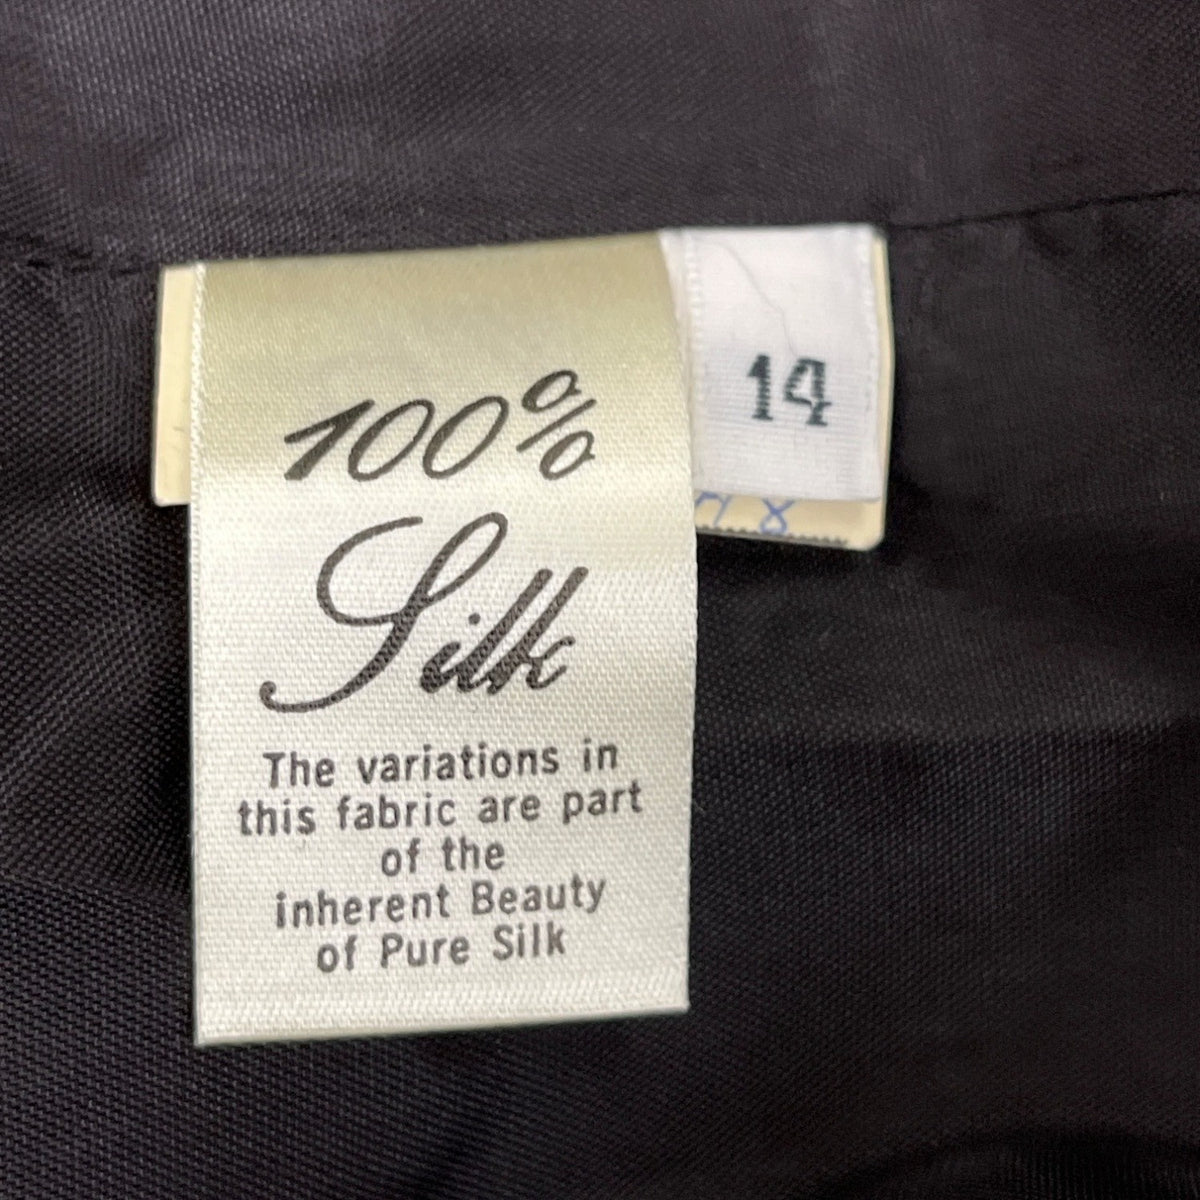 100%
Silk
The variations in
this fabric are part
of the
inherent Beauty
of Pure Silk
14